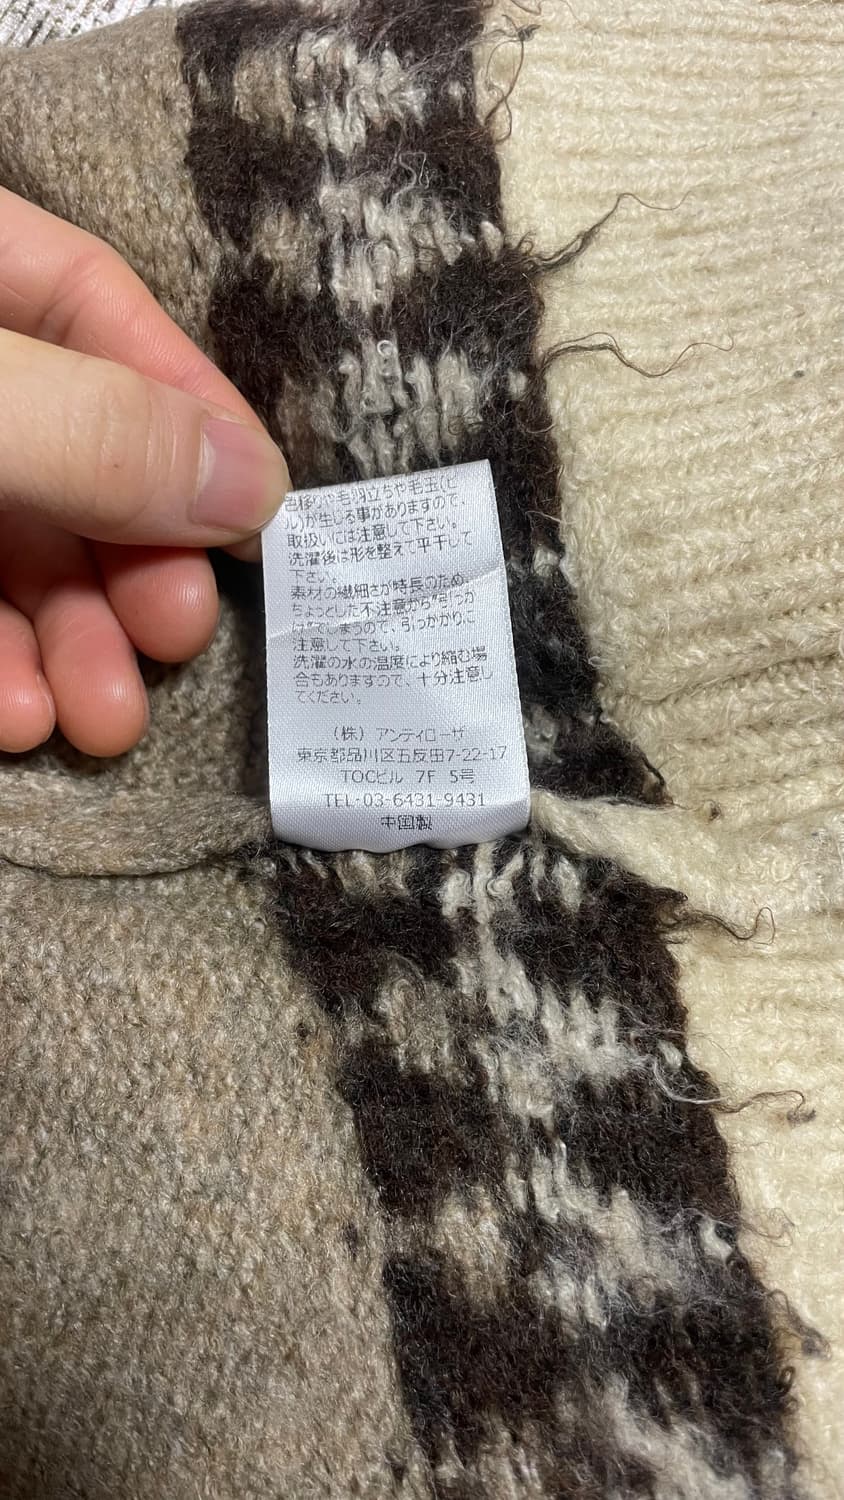 色移りや毛羽立ちや毛玉(ピ
ル)が生じる事がありますので、
取扱いには注意して下さい。
洗濯後は形を整えて平干して
下さい。
素材の繊細さが特長のため、
ちょっとした不注意から"引っか
け"てしまうので、引っかかりに
注意して下さい。
洗濯の水の温度により縮む場
合もありますので、十分注意し
てください。
(株) アンティローザ
東京都品川区五反田7-22-17
TOCビル 7F 5号
TEL-03-6431-9431
中国製